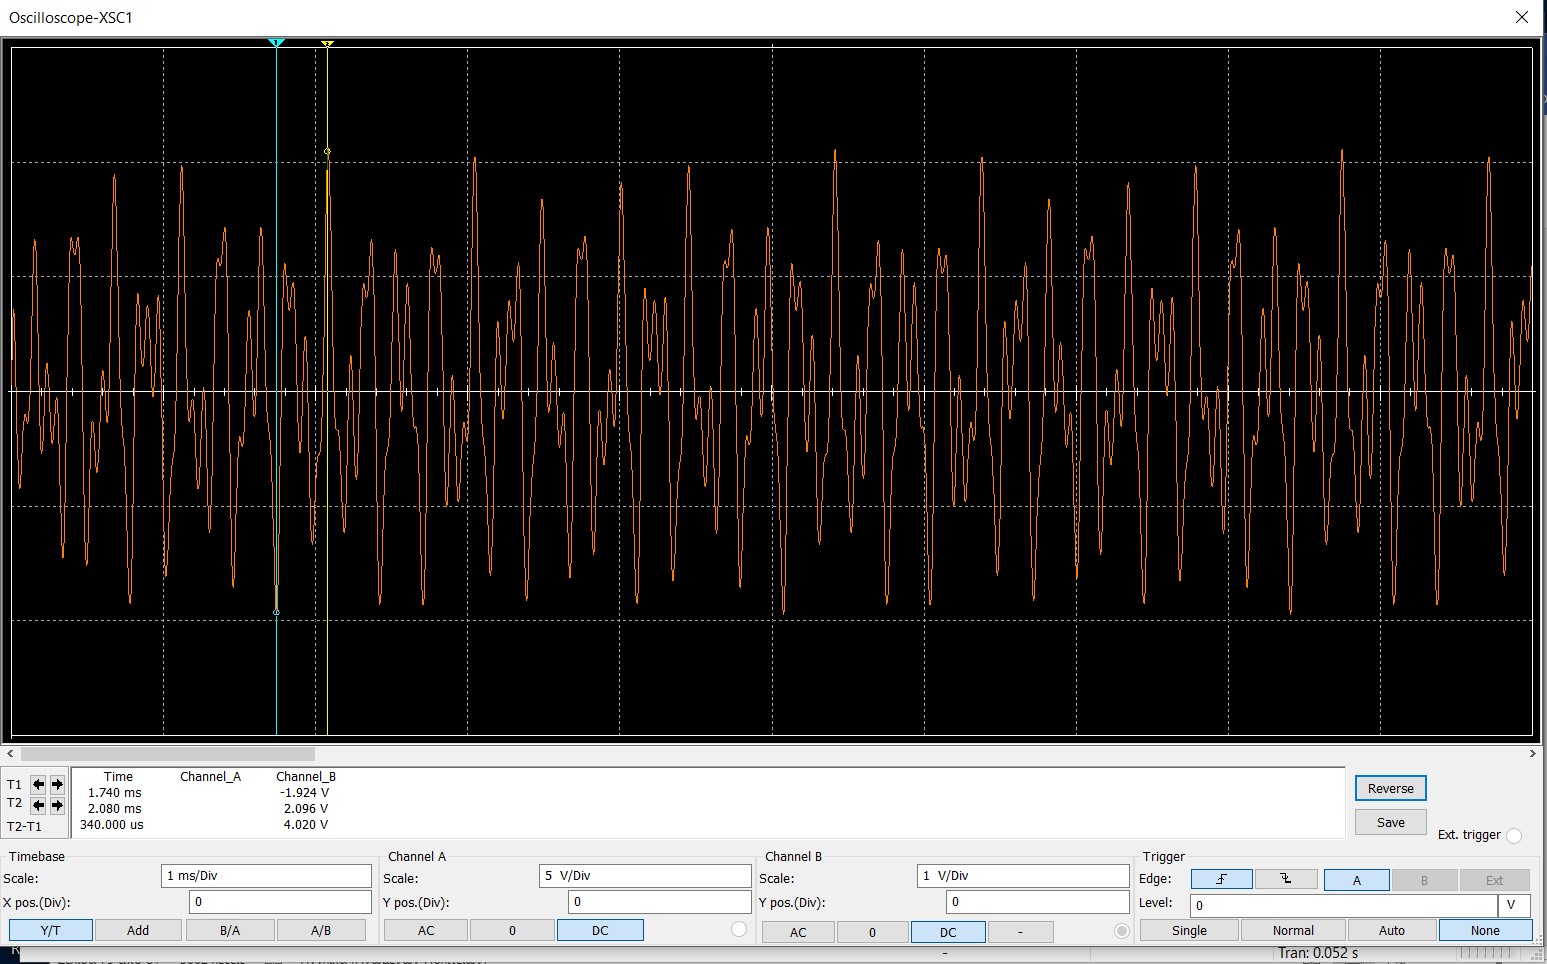 Oscilloscope-XSC1
Time Channel_A Channel_B
T1 1.740 ms -1.924 V
T2 2.080 ms 2.096 V
T2-T1 340.000 us 4.020 V
Reverse
Save
Ext. trigger
Timebase
Scale: 1 ms/Div
X pos.(Div): 0
Y/T Add B/A A/B
Channel A
Scale: 5 V/Div
Y pos.(Div): 0
AC 0 DC
Channel B
Scale: 1 V/Div
Y pos.(Div): 0
AC 0 DC -
Trigger
Edge: A B Ext
Level: 0 V
Single Normal Auto None
- Tran: 0.052 s